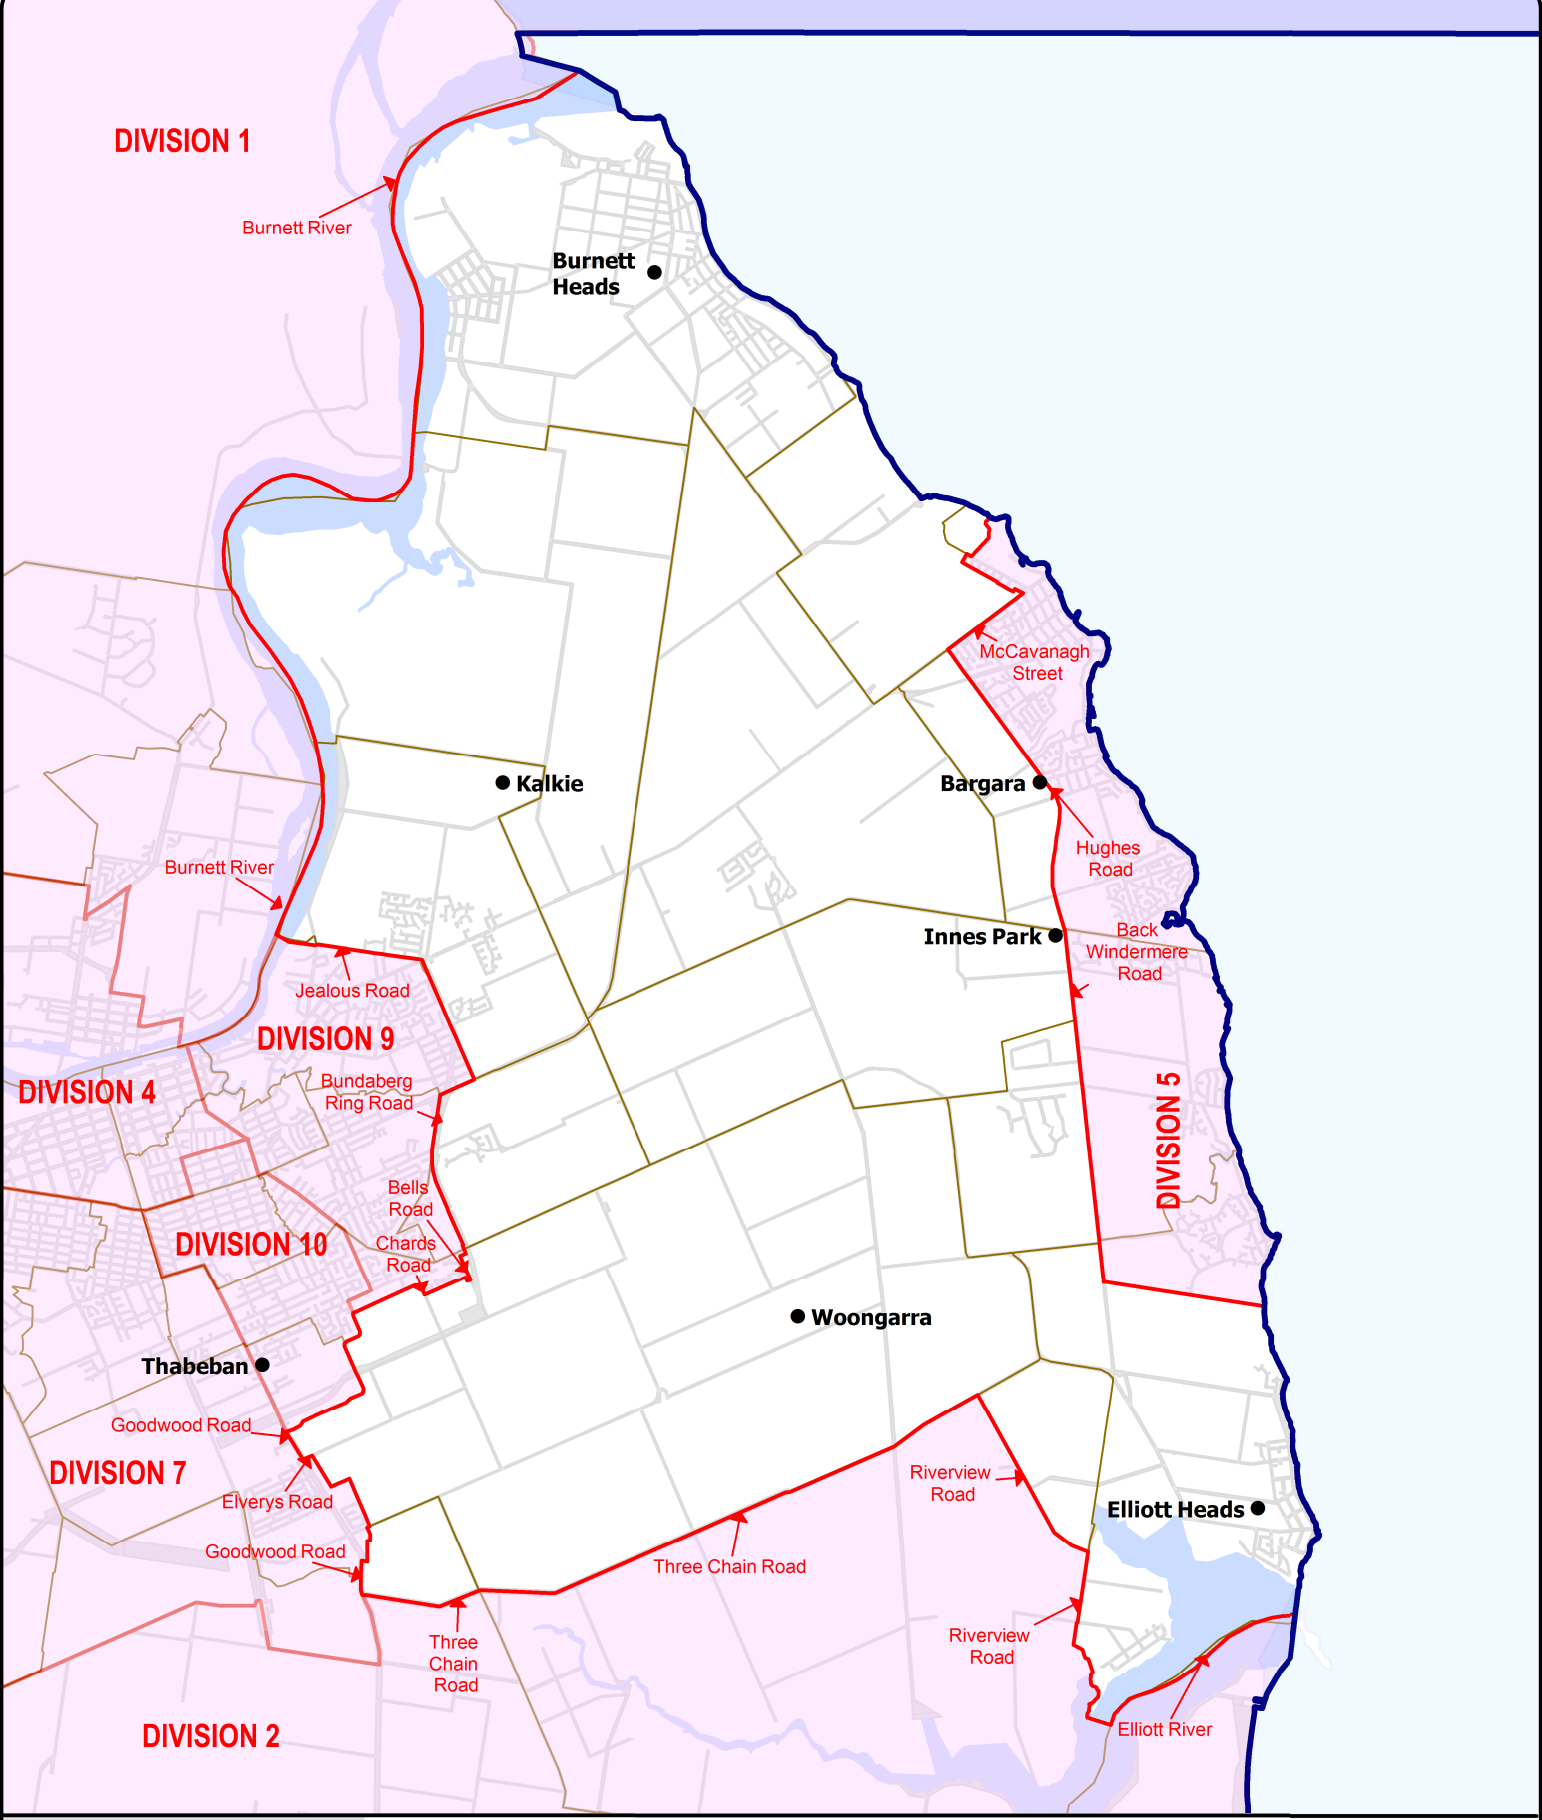 DIVISION 1
Burnett River
Burnett
Heads
McCavanagh
Street
Kalkie
Bargara
Hughes
Road
Burnett River
Innes Park
Back
Windermere
Road
Jealous Road
DIVISION 9
DIVISION 4
Bundaberg
Ring Road
DIVISION 5
Bells
Road
DIVISION 10
Chards
Road
Woongarra
Thabeban
Goodwood Road
DIVISION 7
Riverview
Road
Elverys Road
Elliott Heads
Goodwood Road
Three Chain Road
Three
Chain
Road
Riverview
Road
Elliott River
DIVISION 2